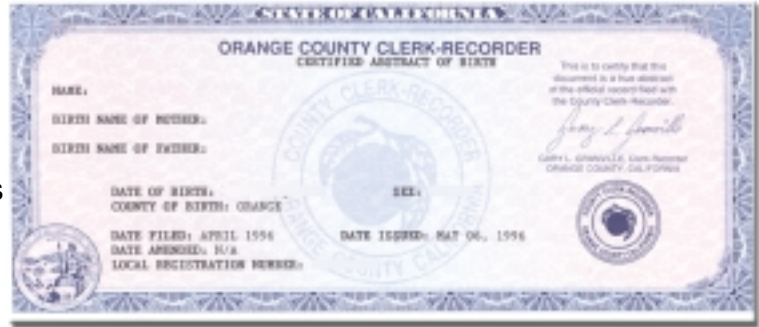 STATE OF CALIFORNIA
ORANGE COUNTY CLERK-RECORDER
CERTIFIED ABSTRACT OF BIRTH
This is to certify that this
document is a true abstract
of the official record filed with
the County Clerk-Recorder.
NAME:
BIRTH NAME OF MOTHER:
BIRTH NAME OF FATHER:
GARY L. GRANVILLE, Clerk-Recorder
ORANGE COUNTY, CALIFORNIA
DATE OF BIRTH: SEX:
COUNTY OF BIRTH: ORANGE
DATE FILED: APRIL 1996 DATE ISSUED: MAY 06, 1996
DATE AMENDED: N/A
LOCAL REGISTRATION NUMBER:
COUNTY CLERK-RECORDER
ORANGE COUNTY CALIFORNIA
s